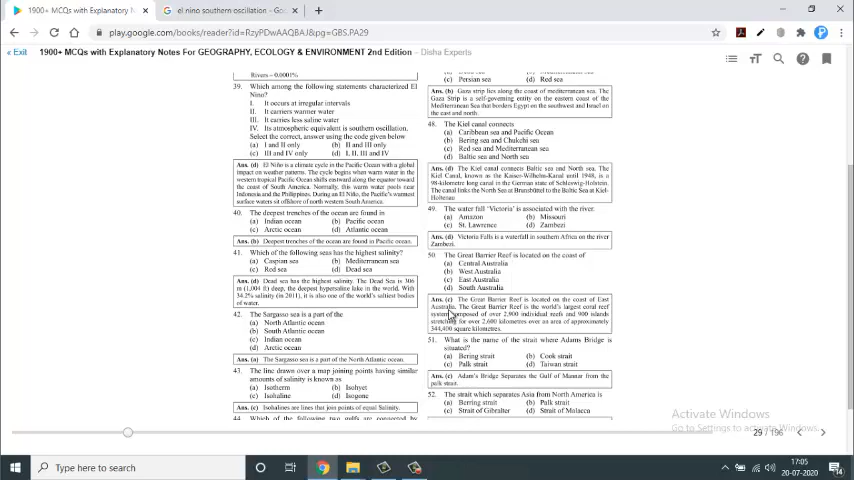 1900+ MCQs with Explanatory Notes
el nino southern oscillation - Go
play.google.com/books/reader?id=RzyPDwAAQBAJ&pg=GBS.PA29
Exit
1900+ MCQs with Explanatory Notes For GEOGRAPHY, ECOLOGY & ENVIRONMENT 2nd Edition - Disha Experts
Rivers – 0.0001%
39. Which among the following statements characterized El
Nino?
I. It occurs at irregular intervals
II. It carries warmer water
III. It carries less saline water
IV. Its atmospheric equivalent is southern oscillation.
Select the correct, answer using the code given below
(a) I and II only (b) II and III only
(c) III and IV only (d) I, II, III and IV
Ans. (d) El Niño is a climate cycle in the Pacific Ocean with a global
impact on weather patterns. The cycle begins when warm water in the
western tropical Pacific Ocean shifts eastward along the equator toward
the coast of South America. Normally, this warm water pools near
Indonesia and the Philippines. During an El Niño, the Pacific's warmest
surface waters sit offshore of north western South America.
40. The deepest trenches of the ocean are found in
(a) Indian ocean (b) Pacific ocean
(c) Arctic ocean (d) Atlantic ocean
Ans. (b) Deepest trenches of the ocean are found in Pacific ocean.
41. Which of the following seas has the highest salinity?
(a) Caspian sea (b) Mediterranean sea
(c) Red sea (d) Dead sea
Ans. (d) Dead sea has the highest salinity. The Dead Sea is 306
m (1,004 ft) deep, the deepest hypersaline lake in the world. With
34.2% salinity (in 2011), it is also one of the world's saltiest bodies
of water.
42. The Sargasso sea is a part of the
(a) North Atlantic ocean
(b) South Atlantic ocean
(c) Indian ocean
(d) Arctic ocean
Ans. (a) The Sargasso sea is a part of the North Atlantic ocean.
43. The line drawn over a map joining points having similar
amounts of salinity is known as
(a) Isotherm (b) Isohyet
(c) Isohaline (d) Isogone
Ans. (c) Isohalines are lines that join points of equal Salinity.
44. Which of the following two gulfs are connected by
(c) Persian sea (d) Red sea
Ans. (b) Gaza strip lies along the coast of mediterranean sea. The
Gaza Strip is a self-governing entity on the eastern coast of the
Mediterranean Sea that borders Egypt on the southwest and Israel on
the east and north.
48. The Kiel canal connects
(a) Caribbean sea and Pacific Ocean
(b) Bering sea and Chukchi sea
(c) Red sea and Mediterranean sea
(d) Baltic sea and North sea
Ans. (d) The Kiel canal connects Baltic sea and North sea. The
Kiel Canal, known as the Kaiser-Wilhelm-Kanal until 1948, is a
98-kilometre long canal in the German state of Schleswig-Holstein.
The canal links the North Sea at Brunsbüttel to the Baltic Sea at Kiel-
Holtenau
49. The water fall 'Victoria' is associated with the river.
(a) Amazon (b) Missouri
(c) St. Lawrence (d) Zambezi
Ans. (d) Victoria Falls is a waterfall in southern Africa on the river
Zambezi.
50 The Great Barrier Reef is located on the coast of
(a) Central Australia
(b) West Australia
(c) East Australia
(d) South Australia
Ans. (c) The Great Barrier Reef is located on the coast of East
Australia. The Great Barrier Reef is the world's largest coral reef
system composed of over 2,900 individual reefs and 900 islands
stretching for over 2,600 kilometres over an area of approximately
344,400 square kilometres.
51. What is the name of the strait where Adams Bridge is
situated?
(a) Bering strait (b) Cook strait
(c) Palk strait (d) Taiwan strait
Ans. (c) Adam's Bridge Separates the Gulf of Mannar from the
palk strait.
52. The strait which separates Asia from North America is
(a) Berring strait (b) Palk strait
(c) Strait of Gibralter (d) Strait of Malacca
Activate Windows
Go to Settings to activate Windows.
29 / 196
Type here to search
17:05
20-07-2020
14